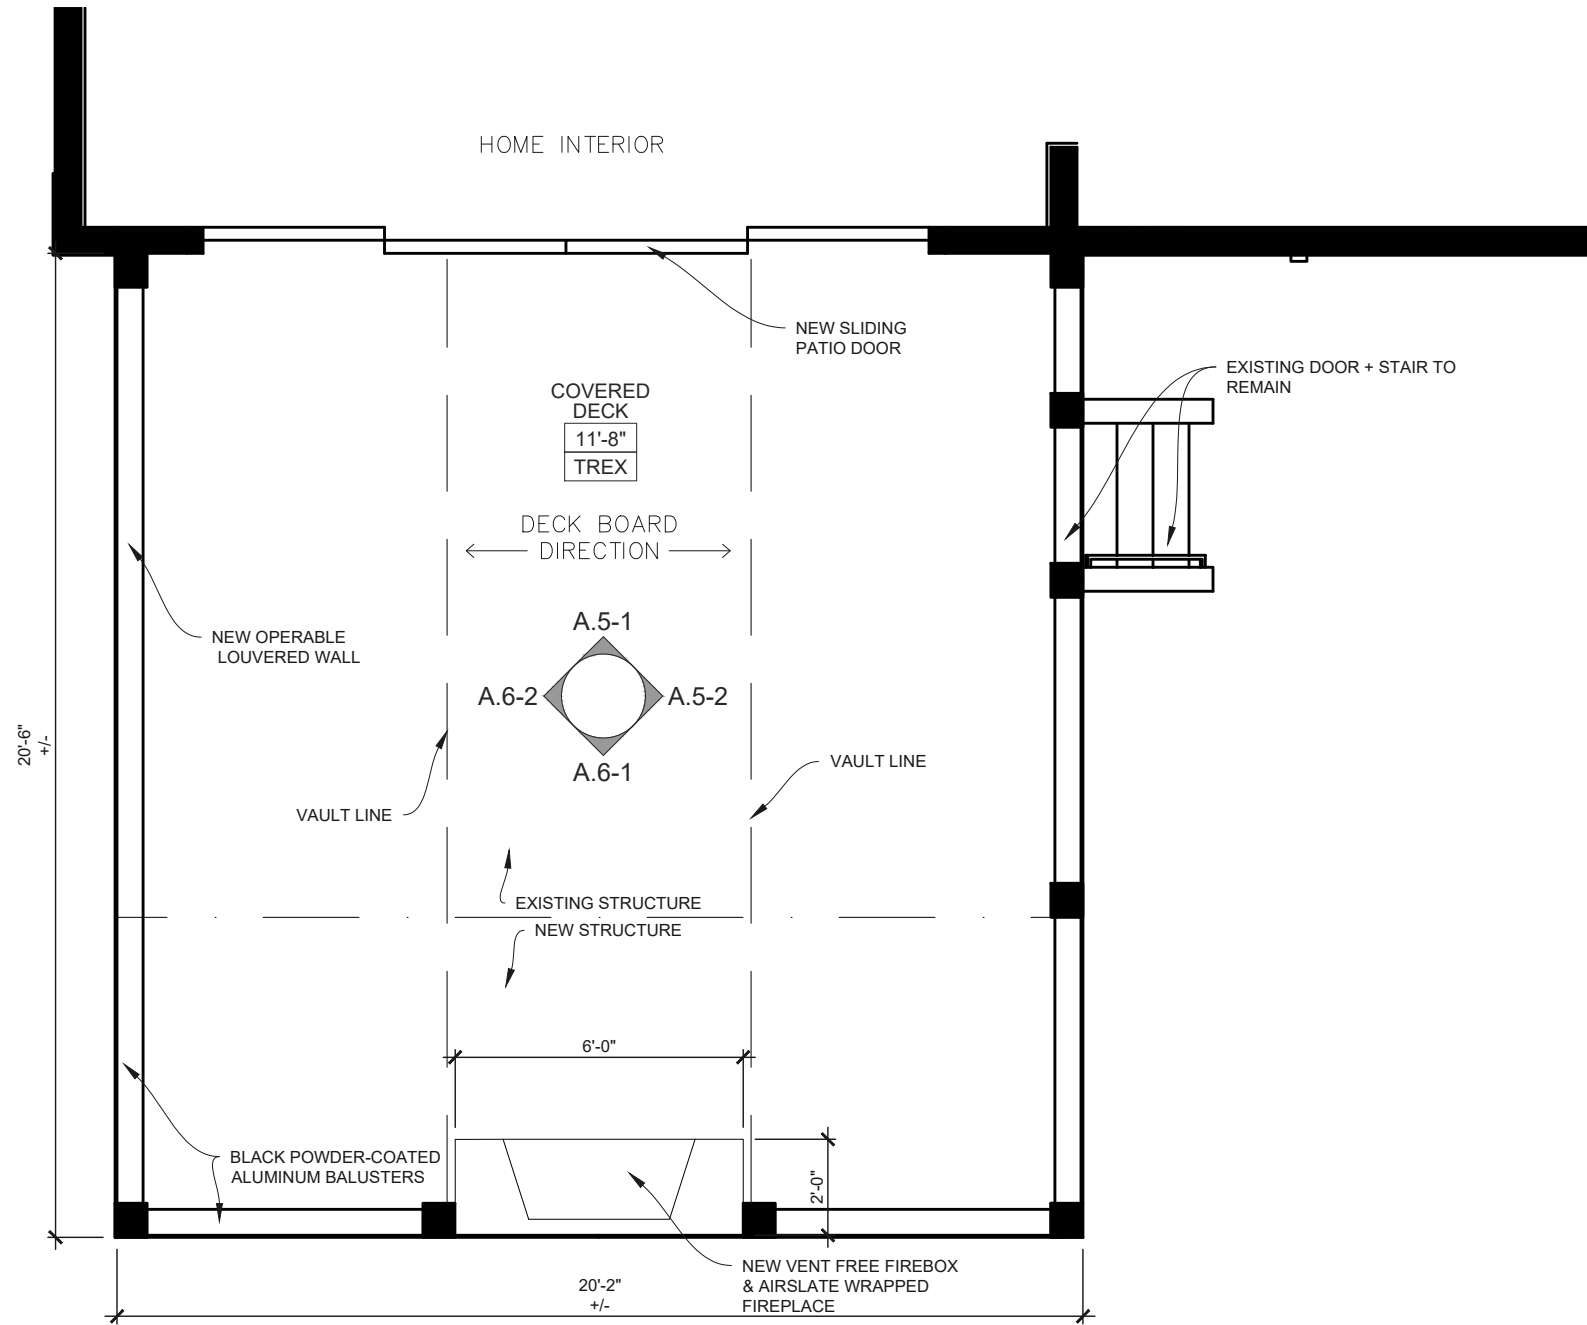 HOME INTERIOR
NEW SLIDING
PATIO DOOR
EXISTING DOOR + STAIR TO
REMAIN
COVERED
DECK
11'-8"
TREX
DECK BOARD
DIRECTION
A.5-1
NEW OPERABLE
LOUVERED WALL
A.6-2
A.5-2
A.6-1
20'-6"
+/-
VAULT LINE
VAULT LINE
EXISTING STRUCTURE
NEW STRUCTURE
6'-0"
BLACK POWDER-COATED
ALUMINUM BALUSTERS
2'-0"
NEW VENT FREE FIREBOX
& AIRSLATE WRAPPED
FIREPLACE
20'-2"
+/-